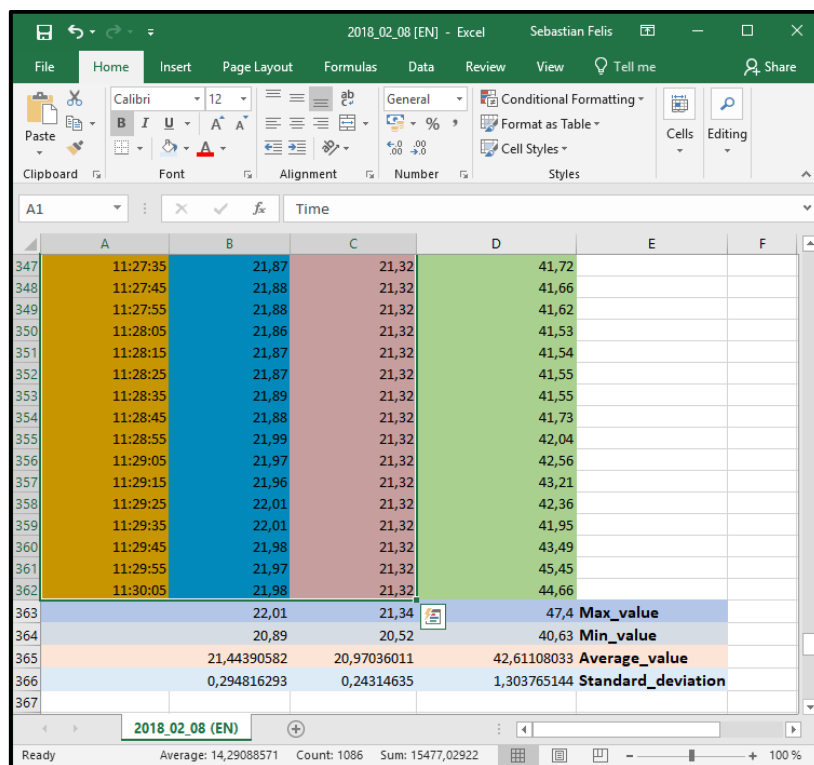 2018_02_08 [EN] - Excel Sebastian Felis
File Home Insert Page Layout Formulas Data Review View Tell me Share
Paste
Calibri 12
B I U A A
A
ab
General
% ,
Conditional Formatting
Format as Table
Cell Styles
Cells Editing
Clipboard Font Alignment Number Styles
A1 fx Time
A B C D E F
347 11:27:35 21,87 21,32 41,72
348 11:27:45 21,88 21,32 41,66
349 11:27:55 21,88 21,32 41,62
350 11:28:05 21,86 21,32 41,53
351 11:28:15 21,87 21,32 41,54
352 11:28:25 21,87 21,32 41,55
353 11:28:35 21,89 21,32 41,55
354 11:28:45 21,88 21,32 41,73
355 11:28:55 21,99 21,32 42,04
356 11:29:05 21,97 21,32 42,56
357 11:29:15 21,96 21,32 43,21
358 11:29:25 22,01 21,32 42,36
359 11:29:35 22,01 21,32 41,95
360 11:29:45 21,98 21,32 43,49
361 11:29:55 21,97 21,32 45,45
362 11:30:05 21,98 21,32 44,66
363 22,01 21,34 47,4 Max_value
364 20,89 20,52 40,63 Min_value
365 21,44390582 20,97036011 42,61108033 Average_value
366 0,294816293 0,24314635 1,303765144 Standard_deviation
367
2018_02_08 (EN)
Ready Average: 14,29088571 Count: 1086 Sum: 15477,02922 100 %